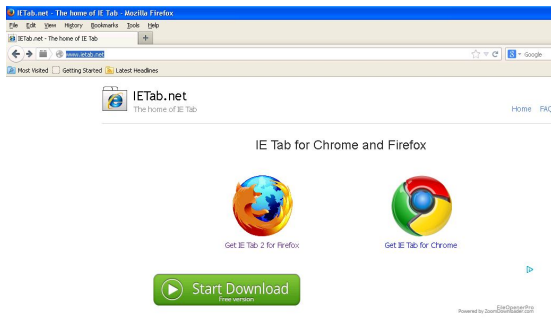 IETab.net - The home of IE Tab - Mozilla Firefox
File Edit View History Bookmarks Tools Help
IETab.net - The home of IE Tab +
www.ietab.net
Google
Most Visited Getting Started Latest Headlines
IETab.net
The home of IE Tab
Home FAQ
IE Tab for Chrome and Firefox
Get IE Tab 2 for Firefox Get IE Tab for Chrome
Start Download
Free version
FileOpenerPro
Powered by ZoomDownloader.com